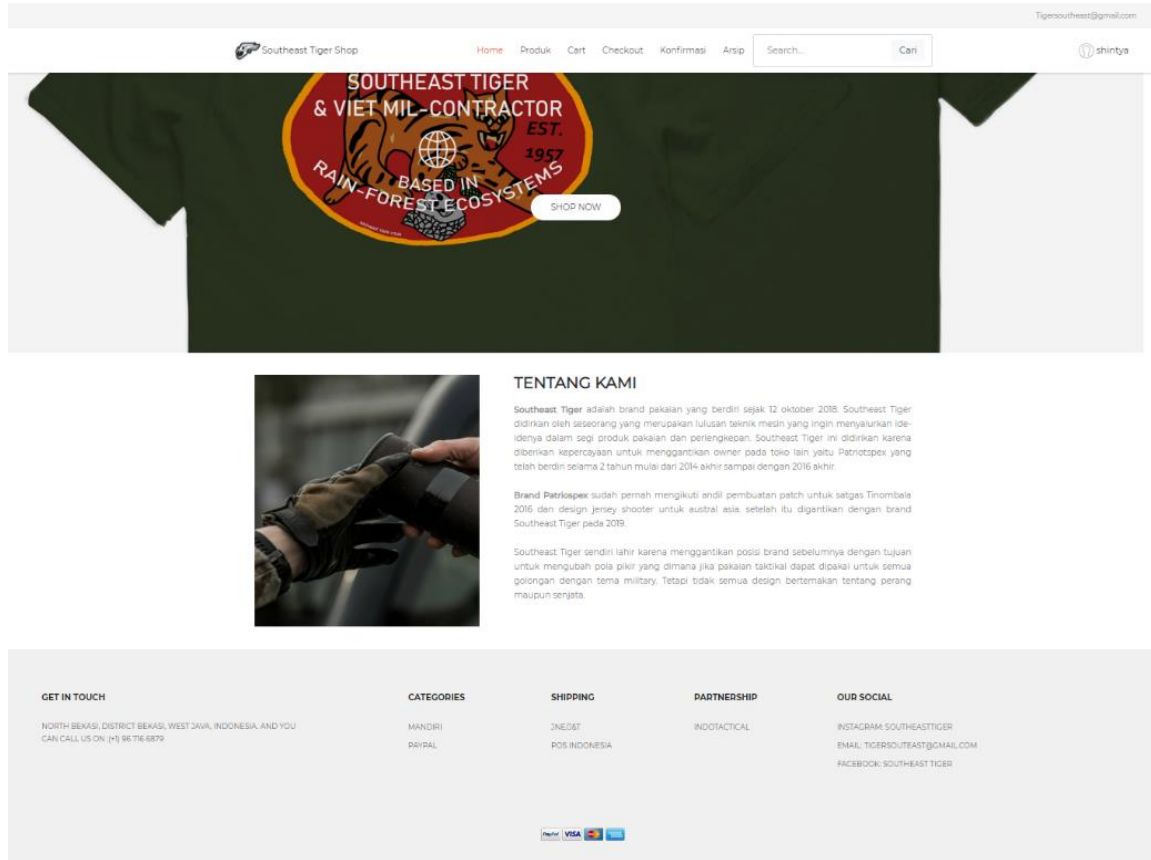 Tigersoutheast@gmail.com
Southeast Tiger Shop
Home
Produk
Cart
Checkout
Konfirmasi
Arsip
Search...
Cari
shintya
SOUTHEAST TIGER
& VIET MIL-CONTRACTOR
EST.
1957
BASED IN
RAIN-FOREST ECOSYSTEMS
SHOP NOW
TENTANG KAMI
Southeast Tiger adalah brand pakaian yang berdiri sejak 12 oktober 2018. Southeast Tiger
didirkan oleh seseorang yang merupakan lulusan teknik mesin yang ingin menyalurkan ide-
idenya dalam segi produk pakaian dan perlengkepan. Southeast Tiger ini didirikan karena
diberikan kepercayaan untuk menggantikan owner pada toko lain yaitu Patriotspex yang
telah berdiri selama 2 tahun mulai dari 2014 akhir sampai dengan 2016 akhir.
Brand Patriospex sudah pernah mengikuti andil pembuatan patch untuk satgas Tinombala
2016 dan design jersey shooter untuk austral asia. setelah itu digantikan dengan brand
Southeast Tiger pada 2019.
Southeast Tiger sendiri lahir karena menggantikan posisi brand sebelumnya dengan tujuan
untuk mengubah pola pikir yang dimana jika pakaian taktikal dapat dipakai untuk semua
golongan dengan tema military. Tetapi tidak semua design bertemakan tentang perang
maupun senjata.
GET IN TOUCH
NORTH BEKASI, DISTRICT BEKASI, WEST JAVA, INDONESIA. AND YOU
CAN CALL US ON :(+1) 96 716 6879
CATEGORIES
MANDIRI
PAYPAL
SHIPPING
JNE/J&T
POS INDONESIA
PARTNERSHIP
INDOTACTICAL
OUR SOCIAL
INSTAGRAM: SOUTHEASTTIGER
EMAIL: TIGERSOUTEAST@GMAIL.COM
FACEBOOK: SOUTHEAST TIGER
PayPal
VISA